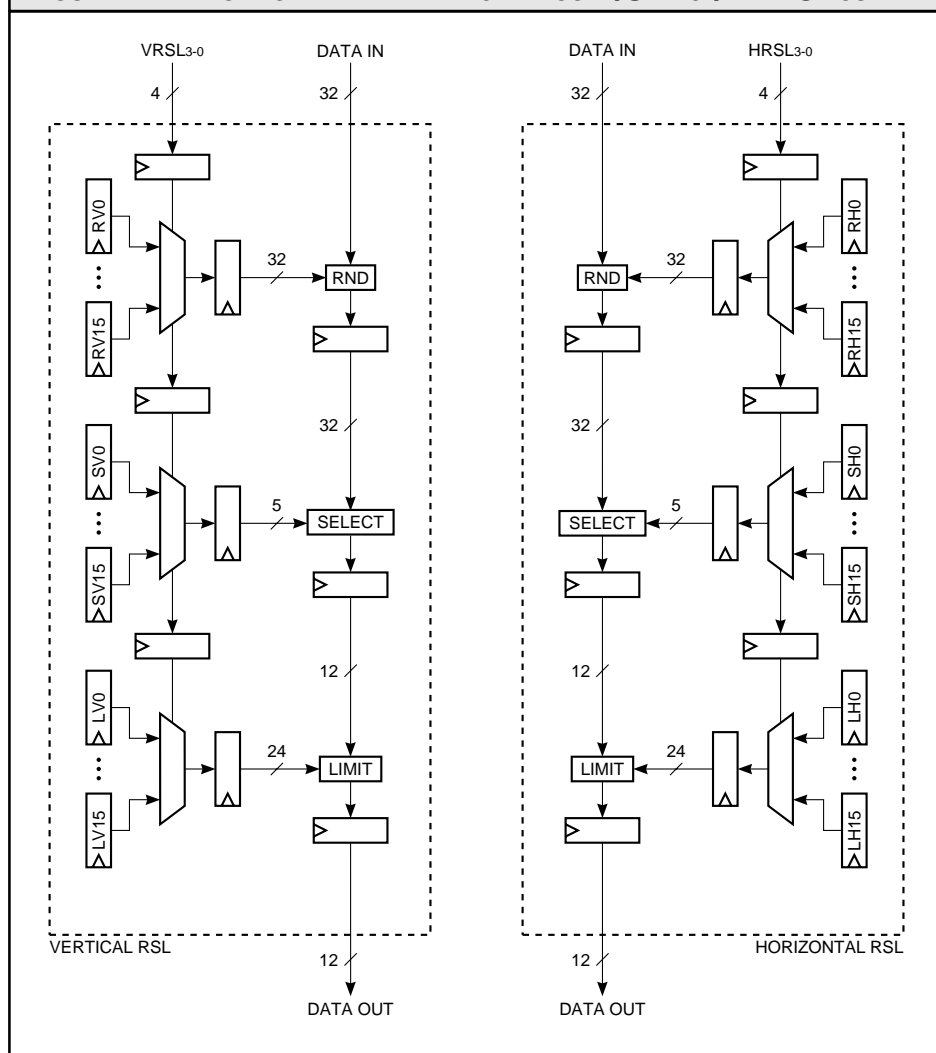 VRSL3-0
DATA IN
DATA IN
HRSL3-0
4
32
32
4
RV0
RH0
32
RND
RND
32
RV15
RH15
32
32
SV0
SH0
5
SELECT
SELECT
5
SV15
SH15
12
12
LV0
LH0
24
LIMIT
LIMIT
24
LV15
LH15
VERTICAL RSL
HORIZONTAL RSL
12
12
DATA OUT
DATA OUT